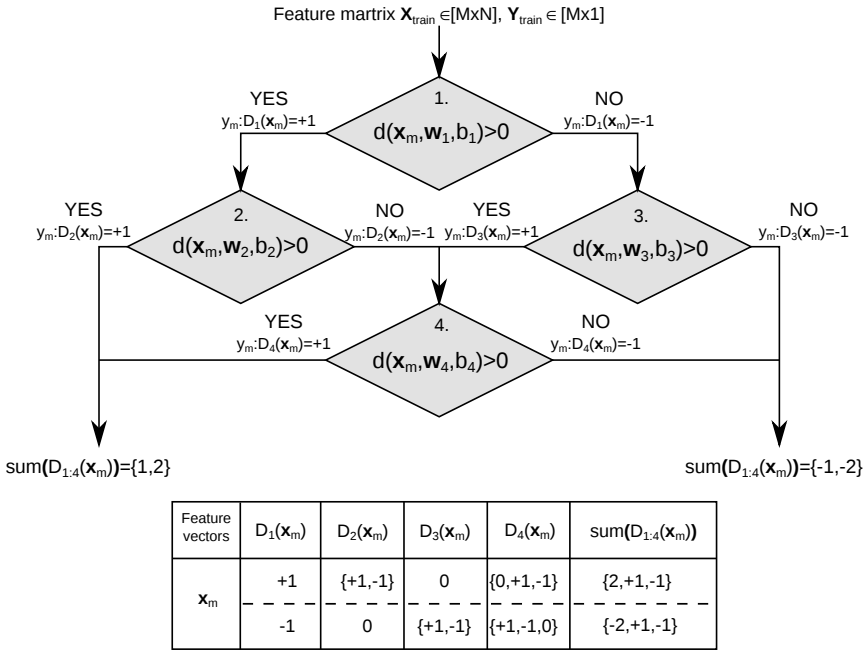 Feature martrix X_train ∈[MxN], Y_train ∈ [Mx1]
YES
y_m:D_1(x_m)=+1
1.
d(x_m,w_1,b_1)>0
NO
y_m:D_1(x_m)=-1
YES
y_m:D_2(x_m)=+1
2.
d(x_m,w_2,b_2)>0
NO
y_m:D_2(x_m)=-1
YES
y_m:D_3(x_m)=+1
3.
d(x_m,w_3,b_3)>0
NO
y_m:D_3(x_m)=-1
YES
y_m:D_4(x_m)=+1
4.
d(x_m,w_4,b_4)>0
NO
y_m:D_4(x_m)=-1
sum(D_1:4(x_m))={1,2}
sum(D_1:4(x_m))={-1,-2}
Feature vectors D_1(x_m) D_2(x_m) D_3(x_m) D_4(x_m) sum(D_1:4(x_m))
x_m
+1 {+1,-1} 0 {0,+1,-1} {2,+1,-1}
-1 0 {+1,-1} {+1,-1,0} {-2,+1,-1}